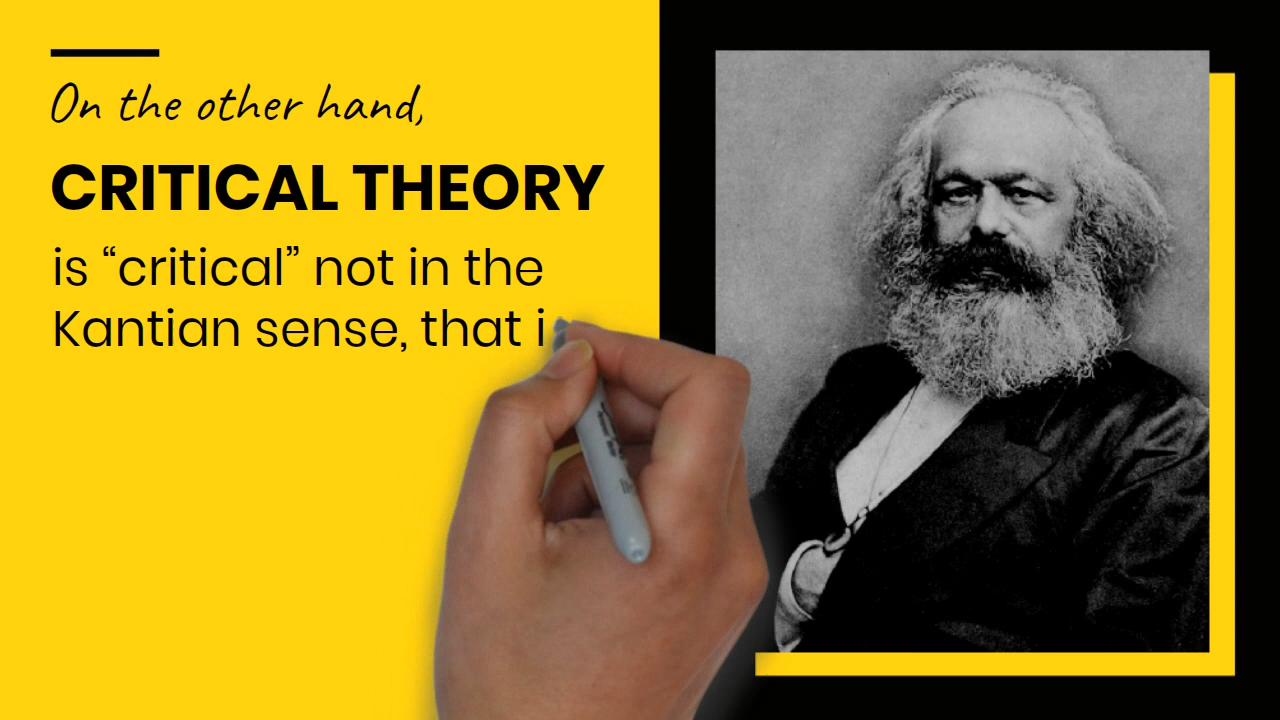 On the other hand,
CRITICAL THEORY
is “critical” not in the
Kantian sense, that i